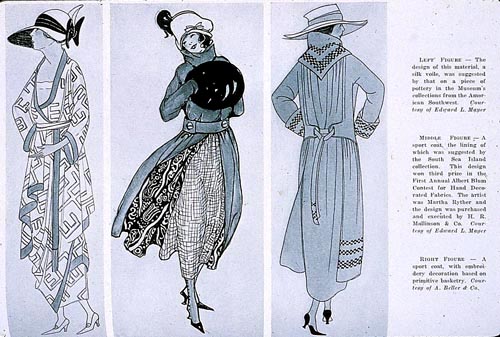 LEFT FIGURE — The
design of this material, a
silk voile, was suggested
by that on a piece of
pottery in the Museum's
collections from the Amer-
ican Southwest. Cour-
tesy of Edward L. Mayer
MIDDLE FIGURE — A
sport coat, the lining of
which was suggested by
the South Sea Island
collection. This design
won third price in the
First Annual Albert Blum
Contest for Hand Deco-
rated Fabrics. The artist
was Martha Ryther and
the design was purchased
and executed by H. R.
Mallinson & Co. Cour-
tesy of Edward L. Mayer
RIGHT FIGURE — A
sport coat, with embroi-
dery decoration based on
primitive basketry. Cour-
tesy of A. Beller & Co.